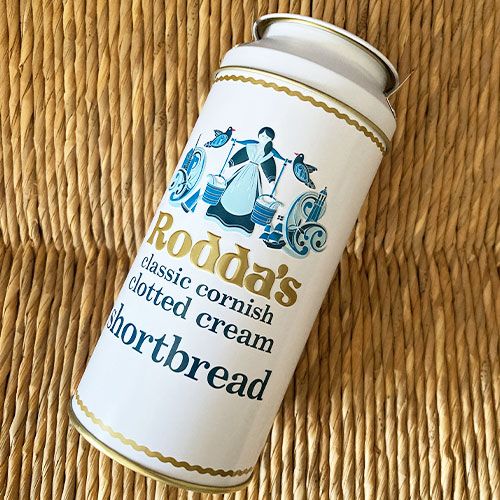 Rodda's
classic cornish
clotted cream
shortbread